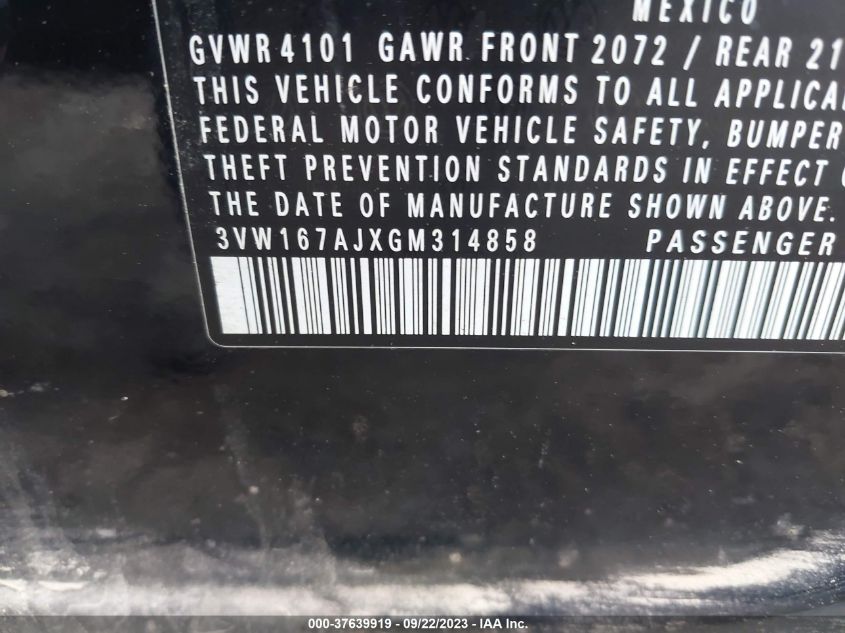 MEXICO
GVWR 4101 GAWR FRONT 2072 / REAR 21
THIS VEHICLE CONFORMS TO ALL
FEDERAL MOTOR VEHICLE SAFETY, BUMPER
THEFT PREVENTION STANDARDS IN EFFECT
THE DATE OF MANUFACTURE SHOWN ABOVE.
3VW167AJXGM314858 PASSENGER
000-37639919 - 09/22/2023 - © IAA Inc.